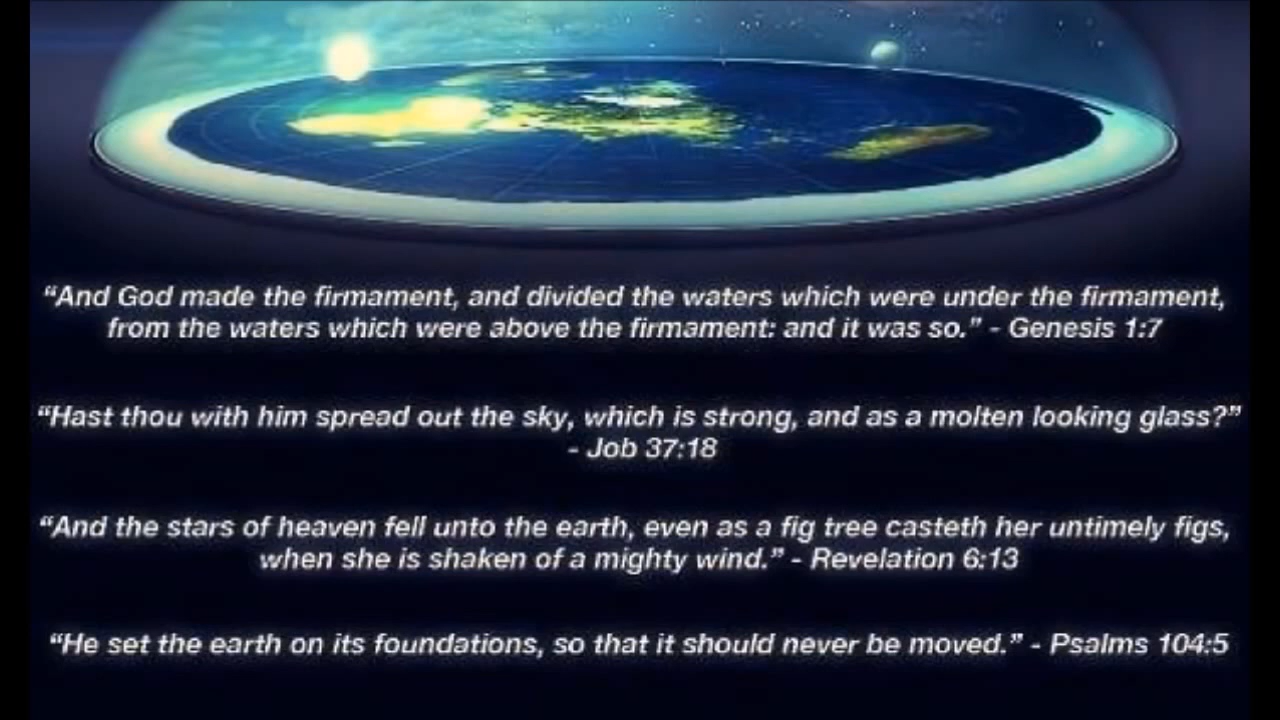 “And God made the firmament, and divided the waters which were under the firmament,
from the waters which were above the firmament: and it was so.” - Genesis 1:7
“Hast thou with him spread out the sky, which is strong, and as a molten looking glass?”
- Job 37:18
“And the stars of heaven fell unto the earth, even as a fig tree casteth her untimely figs,
when she is shaken of a mighty wind.” - Revelation 6:13
“He set the earth on its foundations, so that it should never be moved.” - Psalms 104:5